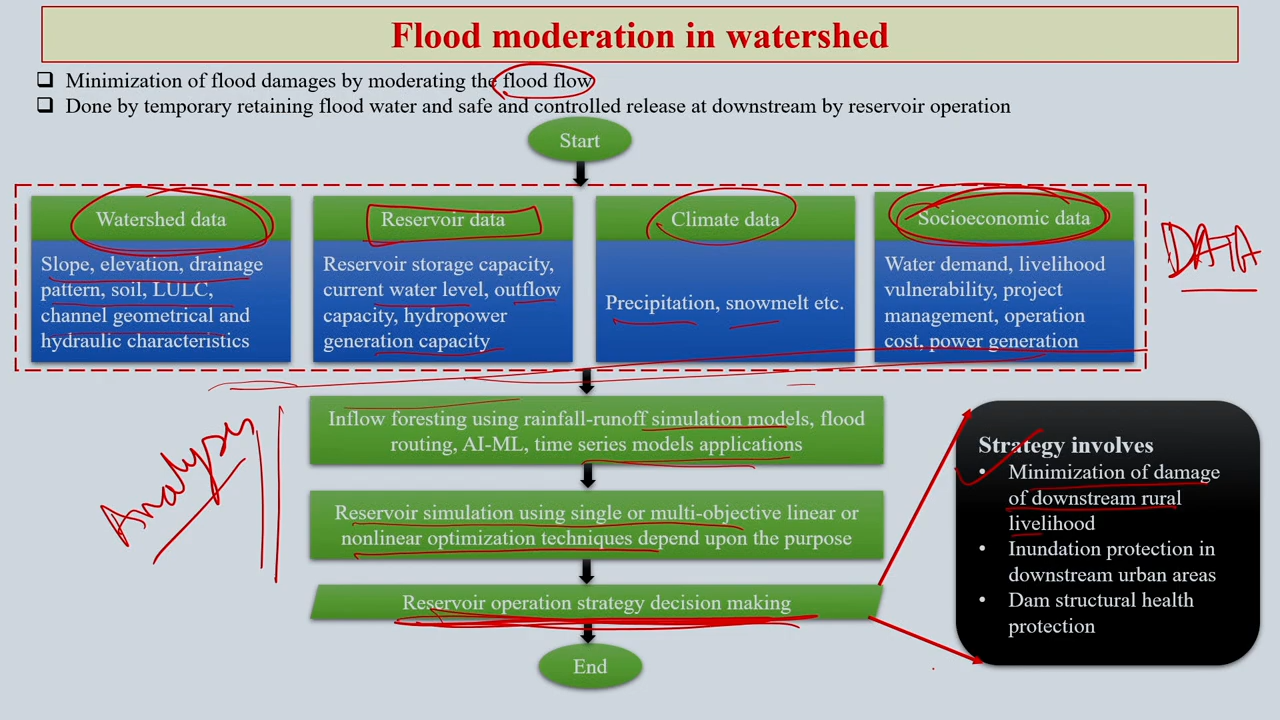 Flood moderation in watershed
Minimization of flood damages by moderating the flood flow
Done by temporary retaining flood water and safe and controlled release at downstream by reservoir operation
Start
Watershed data
Slope, elevation, drainage
pattern, soil, LULC,
channel geometrical and
hydraulic characteristics
Reservoir data
Reservoir storage capacity,
current water level, outflow
capacity, hydropower
generation capacity
Climate data
Precipitation, snowmelt etc.
Socioeconomic data
Water demand, livelihood
vulnerability, project
management, operation
cost, power generation
DATA
Inflow foresting using rainfall-runoff simulation models, flood
routing, AI-ML, time series models applications
Analysis
Reservoir simulation using single or multi-objective linear or
nonlinear optimization techniques depend upon the purpose
Reservoir operation strategy decision making
End
Strategy involves
• Minimization of damage
of downstream rural
livelihood
• Inundation protection in
downstream urban areas
• Dam structural health
protection